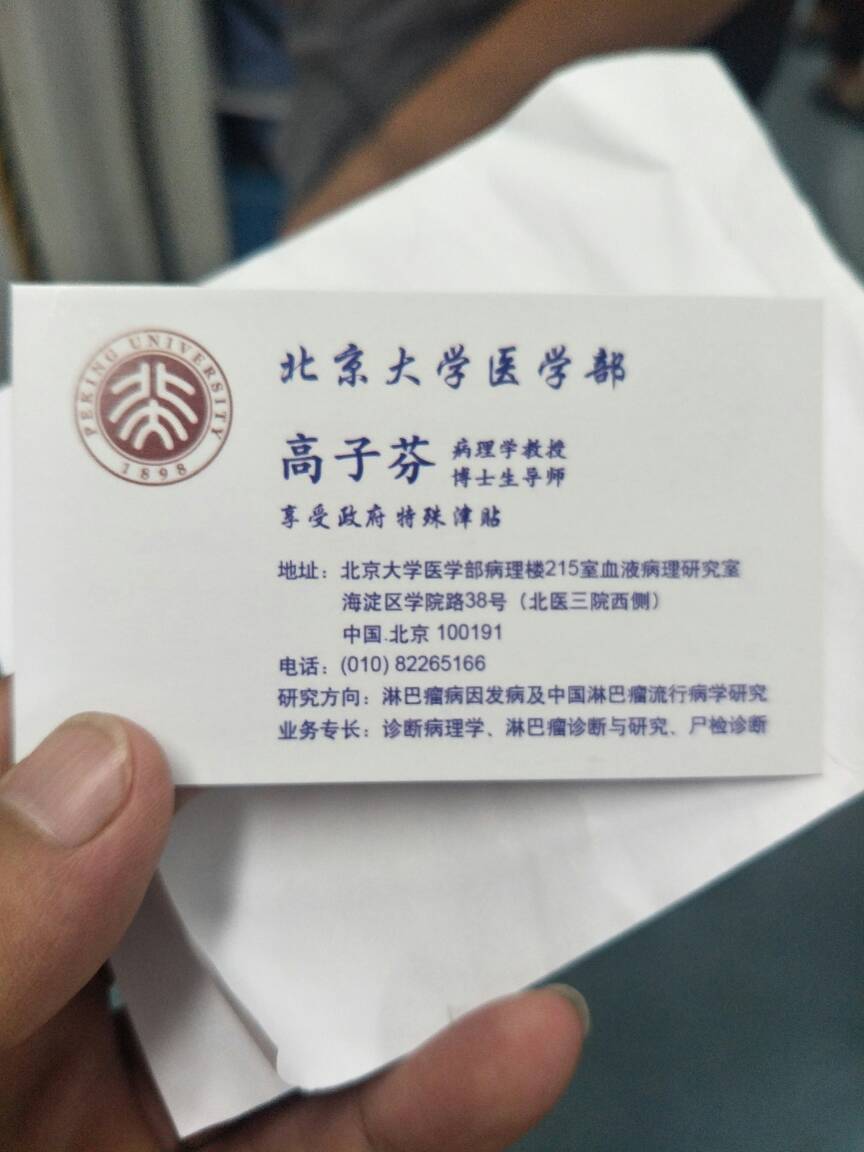 PEKING UNIVERSITY
1898
北京大学医学部
高子芬 病理学教授
博士生导师
享受政府特殊津贴
地址：北京大学医学部病理楼215室血液病理研究室
海淀区学院路38号（北医三院西侧）
中国.北京 100191
电话：(010) 82265166
研究方向：淋巴瘤病因发病及中国淋巴瘤流行病学研究
业务专长：诊断病理学、淋巴瘤诊断与研究、尸检诊断